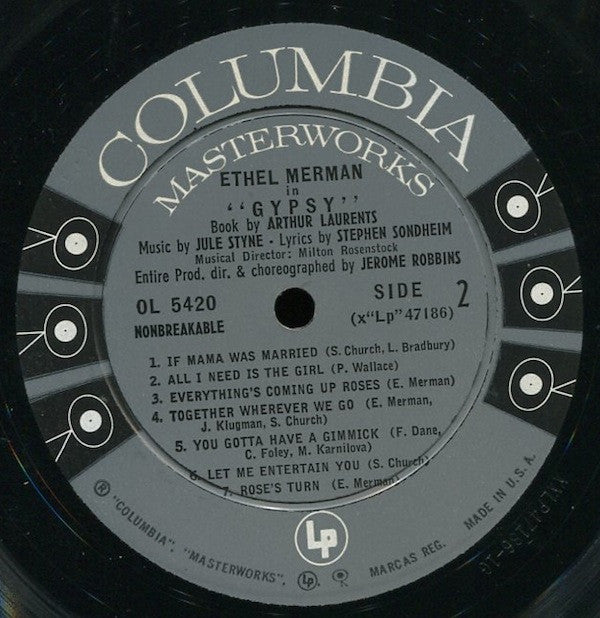 COLUMBIA
MASTERWORKS
ETHEL MERMAN
in
"GYPSY"
Book by ARTHUR LAURENTS
Music by JULE STYNE - Lyrics by STEPHEN SONDHEIM
Musical Director: Milton Rosenstock
Entire Prod. dir. & choreographed by JEROME ROBBINS
OL 5420
NONBREAKABLE
SIDE 2
(x"Lp"47186)
1. IF MAMA WAS MARRIED (S. Church, L. Bradbury)
2. ALL I NEED IS THE GIRL (P. Wallace)
3. EVERYTHING'S COMING UP ROSES (E. Merman)
4. TOGETHER WHEREVER WE GO (E. Merman,
J. Klugman, S. Church)
5. YOU GOTTA HAVE A GIMMICK (F. Dane,
C. Foley, M. Karnilova)
6. LET ME ENTERTAIN YOU (S. Church)
7. ROSE'S TURN (E. Merman)
Lp
® "COLUMBIA", "MASTERWORKS", Lp, MARCAS REG. MADE IN U.S.A.